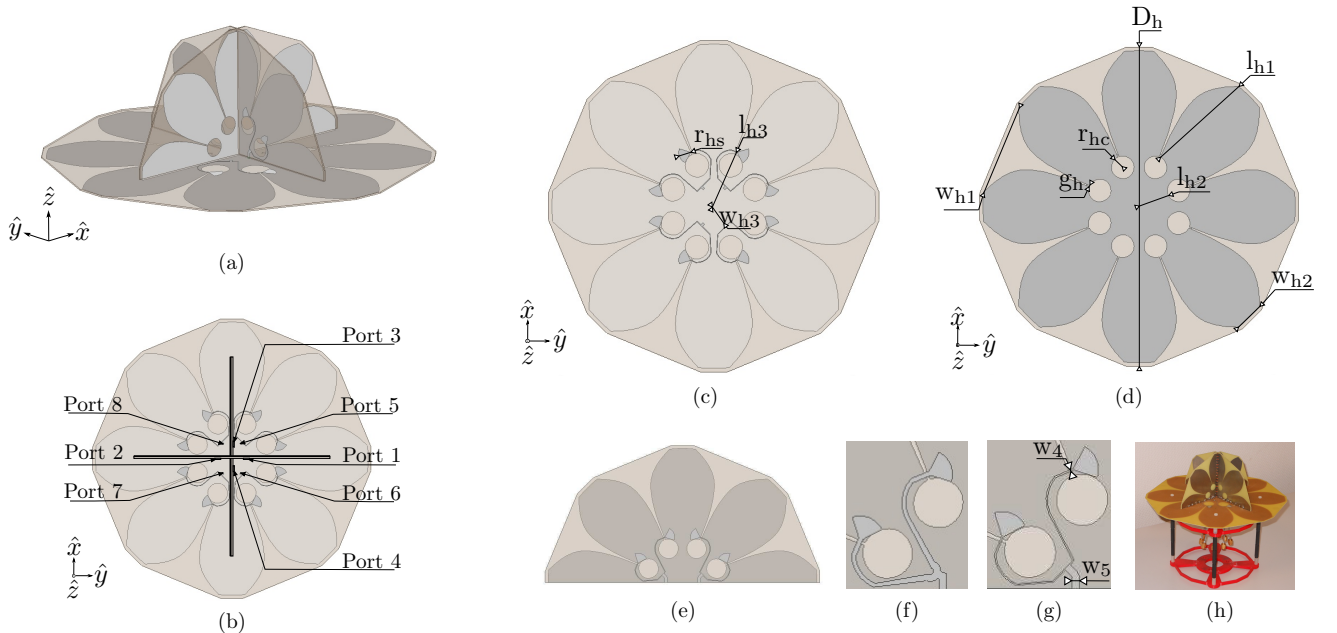 ẑ
ŷ x̂
(a)
Port 3
Port 8 Port 5
Port 2 Port 1
Port 7 Port 6
Port 4
x̂
ẑ ŷ
(b)
r_hs l_h3
w_h3
x̂
ẑ ŷ
(c)
D_h
l_h1
r_hc
g_h l_h2
w_h1
w_h2
x̂
ẑ ŷ
(d)
(e)
(f)
w_4
w_5
(g)
(h)